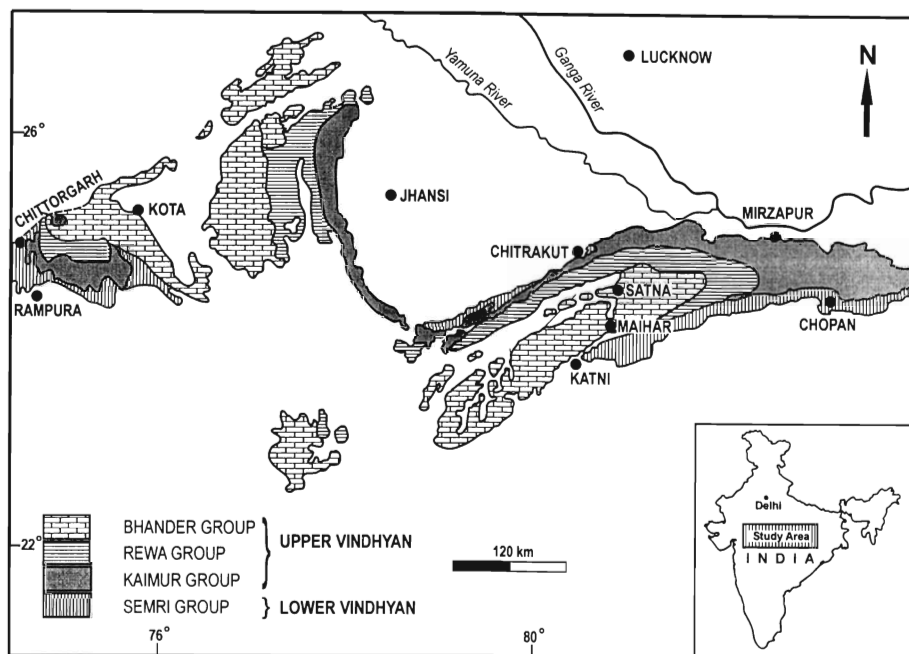 LUCKNOW
N
Ganga River
Yamuna River
26°
CHITTORGARH
KOTA
JHANSI
MIRZAPUR
CHITRAKUT
RAMPURA
SATNA
MAIHAR
CHOPAN
KATNI
BHANDER GROUP
REWA GROUP
KAIMUR GROUP
UPPER VINDHYAN
SEMRI GROUP
LOWER VINDHYAN
22°
120 km
76°
80°
Delhi
Study Area
INDIA